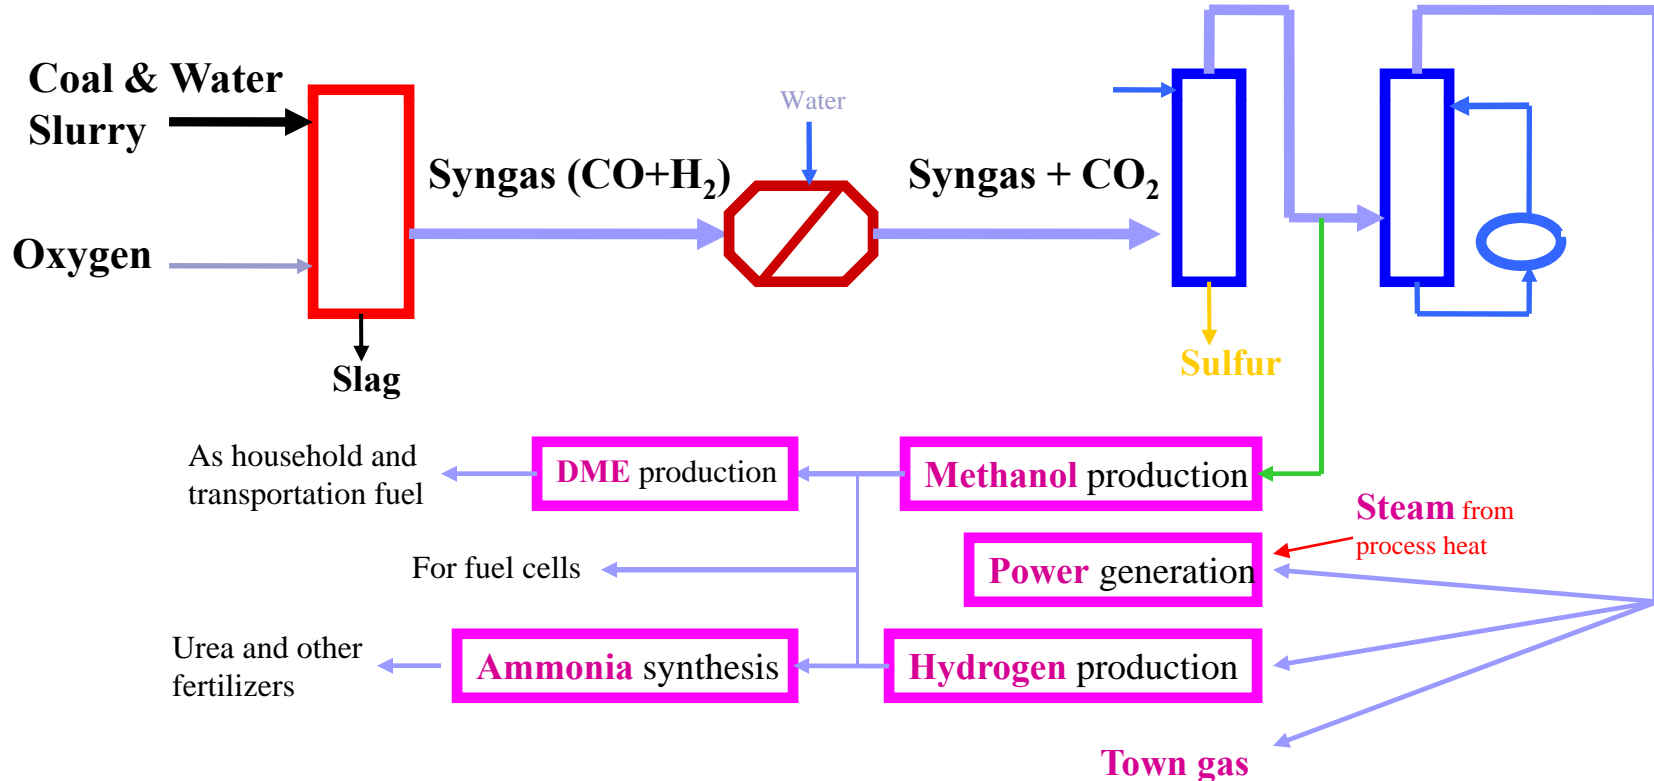 Coal & Water
Slurry
Water
Syngas (CO+H₂)
Syngas + CO₂
Oxygen
Slag
Sulfur
As household and
transportation fuel
DME production
Methanol production
Steam from
process heat
For fuel cells
Power generation
Urea and other
fertilizers
Ammonia synthesis
Hydrogen production
Town gas